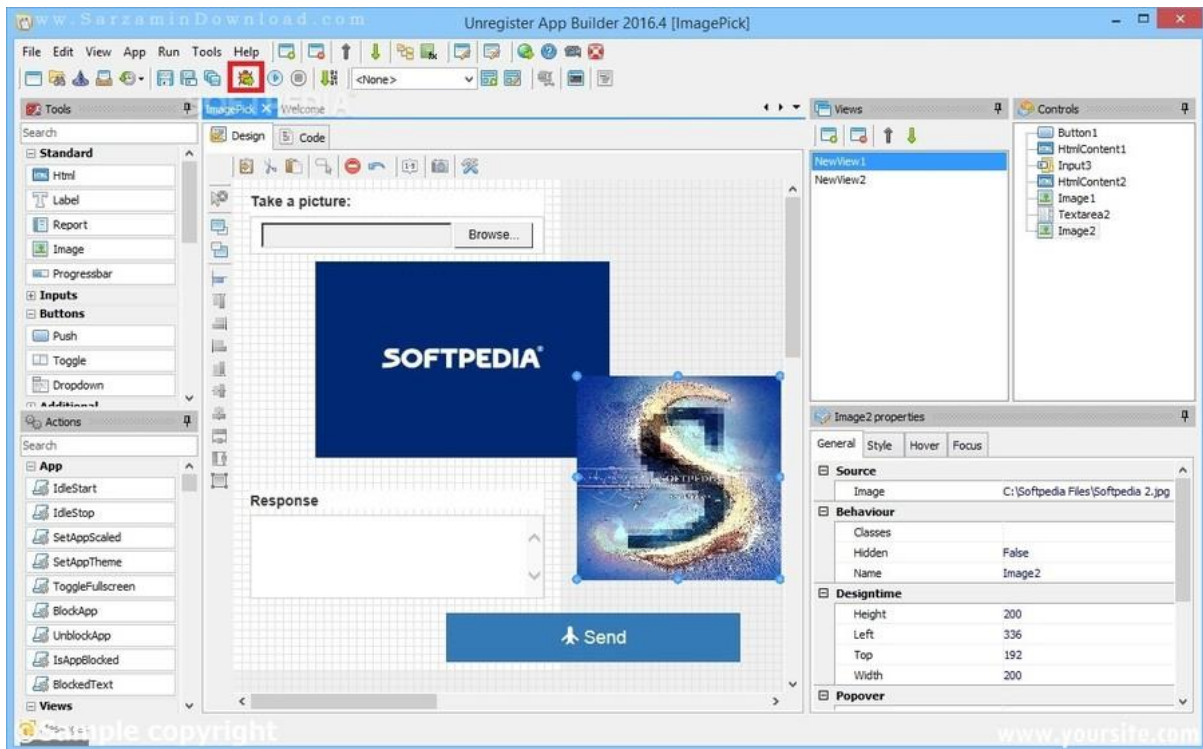 www.SarzaminDownload.com
Unregister App Builder 2016.4 [ImagePick]
File Edit View App Run Tools Help
<None>
Tools
Search
Standard
Html
Label
Report
Image
Progressbar
Inputs
Buttons
Push
Toggle
Dropdown
Additional
Actions
Search
App
IdleStart
IdleStop
SetAppScaled
SetAppTheme
ToggleFullscreen
BlockApp
UnblockApp
IsAppBlocked
BlockedText
Views
ImagePick
Welcome
Design
Code
Take a picture:
Browse...
SOFTPEDIA®
SOFTPEDIA
Response
Send
Views
NewView1
NewView2
Controls
Button1
HtmlContent1
Input3
HtmlContent2
Image1
Textarea2
Image2
Image2 properties
General Style Hover Focus
Source
Image C:\Softpedia Files\Softpedia 2.jpg
Behaviour
Classes
Hidden False
Name Image2
Designtime
Height 200
Left 336
Top 192
Width 200
Popover
©Sample copyright
www.yoursite.com